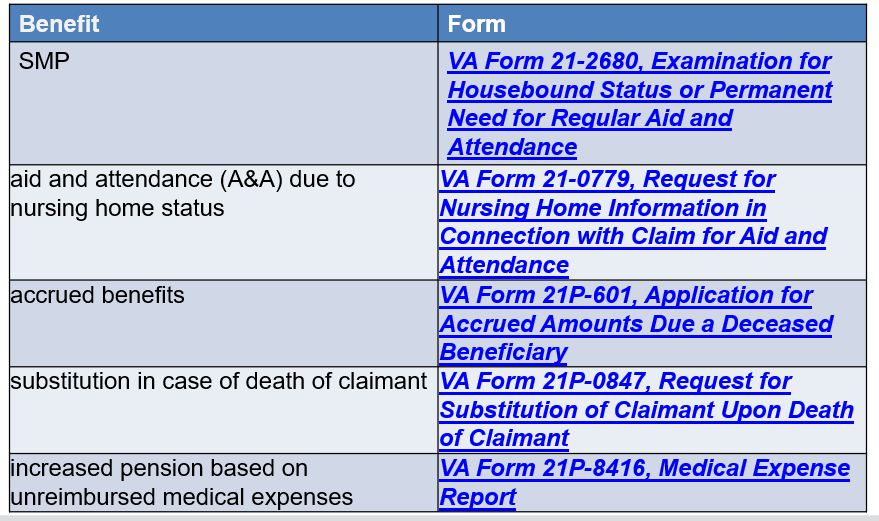 Benefit
Form
SMP
VA Form 21-2680, Examination for
Housebound Status or Permanent
Need for Regular Aid and
Attendance
aid and attendance (A&A) due to
nursing home status
VA Form 21-0779, Request for
Nursing Home Information in
Connection with Claim for Aid and
Attendance
accrued benefits
VA Form 21P-601, Application for
Accrued Amounts Due a Deceased
Beneficiary
substitution in case of death of claimant
VA Form 21P-0847, Request for
Substitution of Claimant Upon Death
of Claimant
increased pension based on
unreimbursed medical expenses
VA Form 21P-8416, Medical Expense
Report